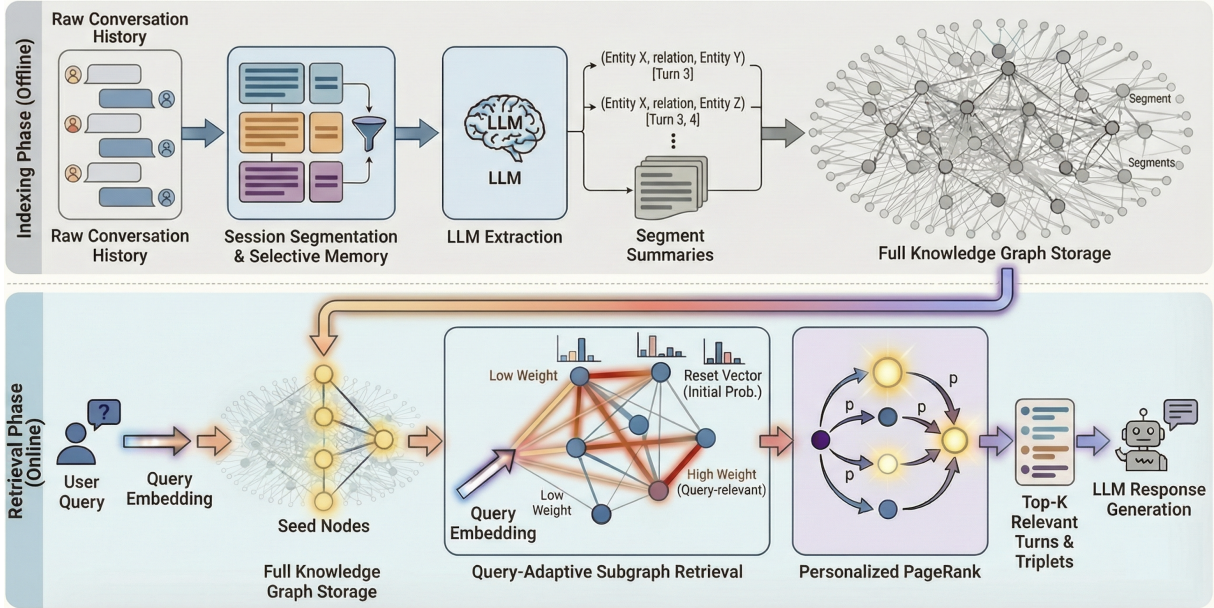 Indexing Phase (Offline)
Raw Conversation
History
Raw Conversation
History
Session Segmentation
& Selective Memory
LLM
LLM
LLM Extraction
(Entity X, relation, Entity Y)
[Turn 3]
(Entity X, relation, Entity Z)
[Turn 3, 4]
Segment
Summaries
Segment
Segments
Full Knowledge Graph Storage
Retrieval Phase
(Online)
?
User
Query
Query
Embedding
Seed Nodes
Full Knowledge
Graph Storage
Low Weight
Reset Vector
(Initial Prob.)
High Weight
(Query-relevant)
Low
Weight
Query
Embedding
Query-Adaptive Subgraph Retrieval
p
p
p
p
p
Personalized PageRank
Top-K
Relevant
Turns &
Triplets
LLM Response
Generation